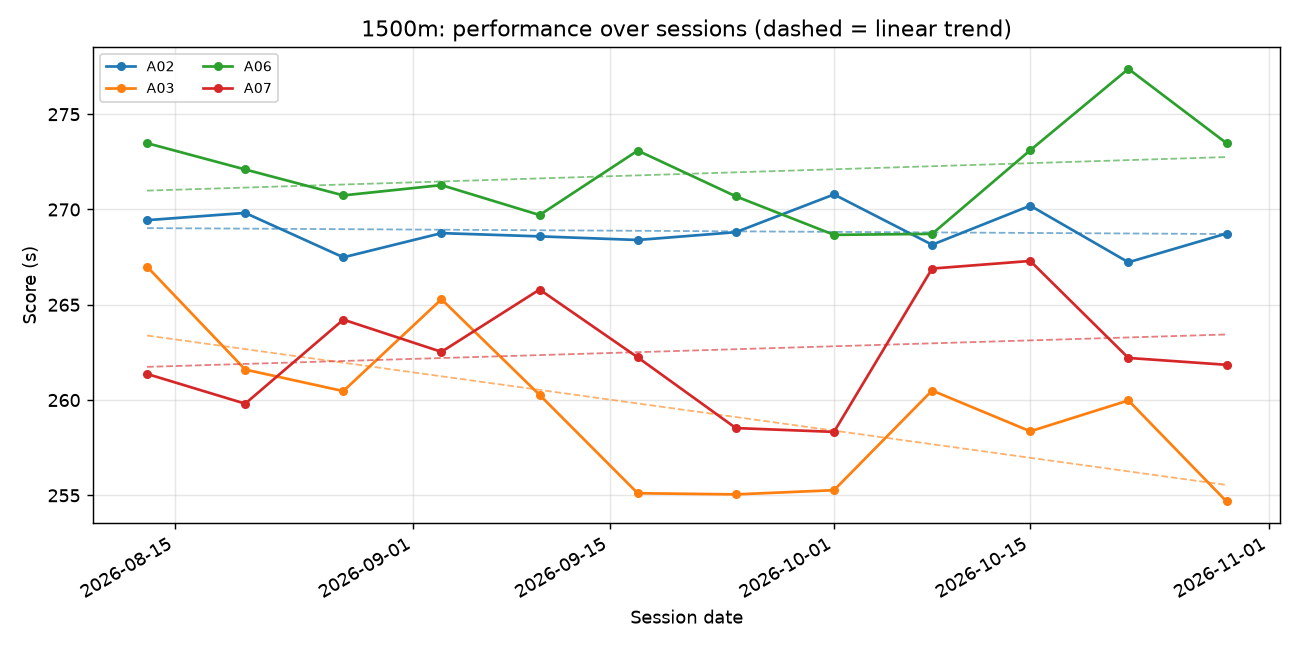 1500m: performance over sessions (dashed = linear trend)
A02 A06
A03 A07
Score (s)
275
270
265
260
255
2026-08-15 2026-09-01 2026-09-15 2026-10-01 2026-10-15 2026-11-01
Session date